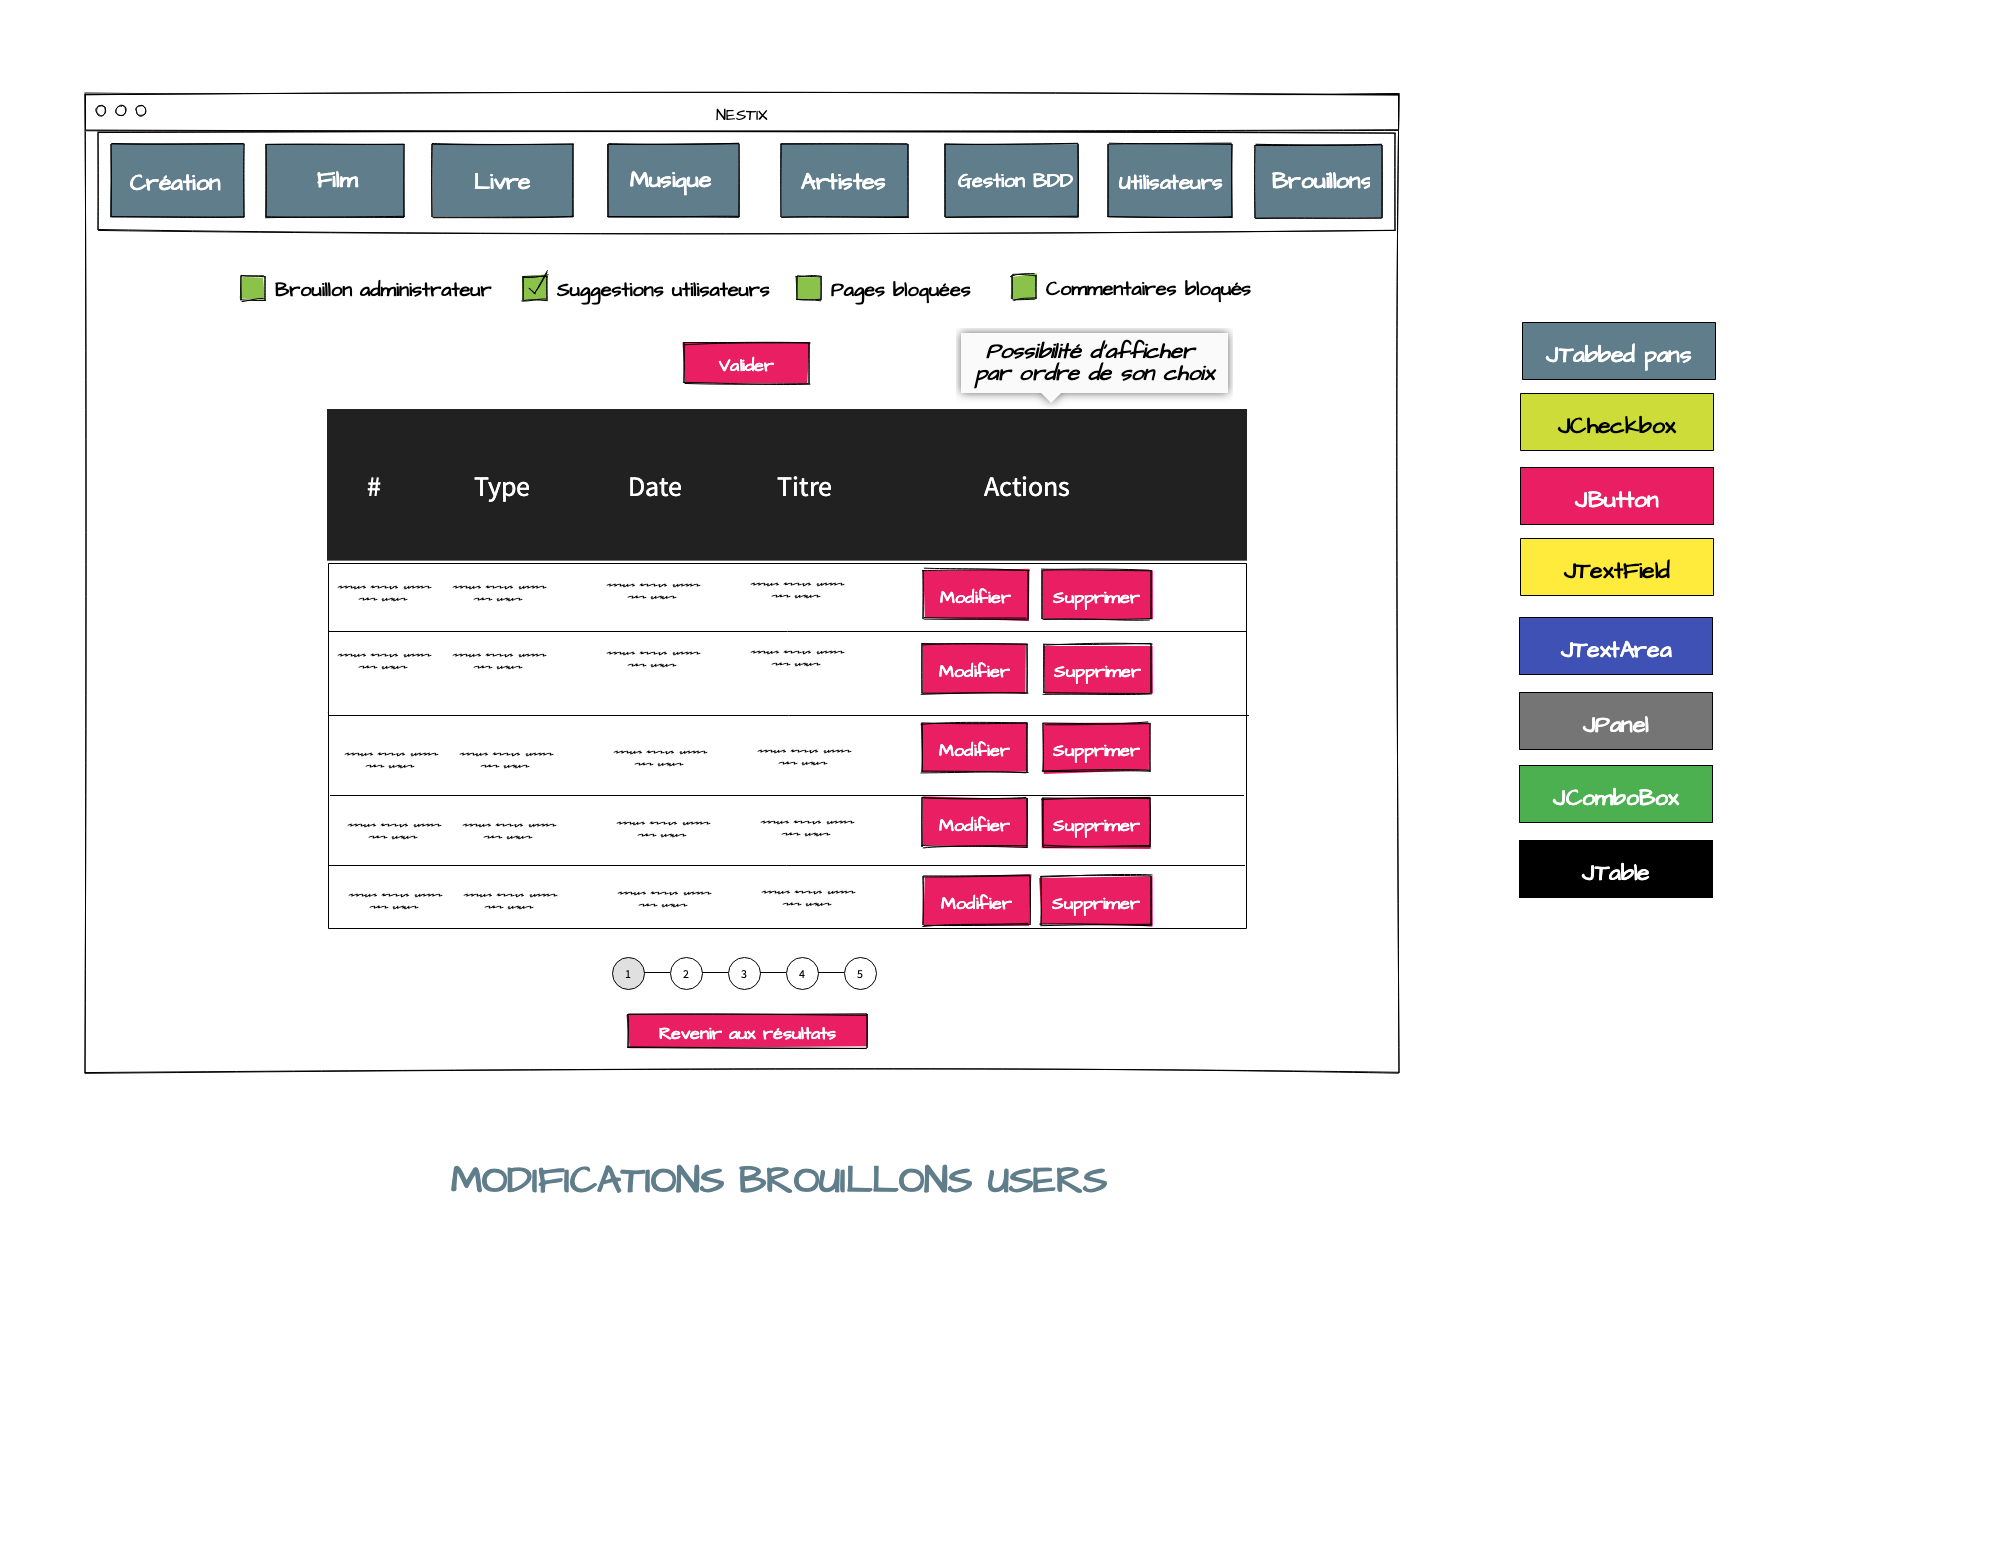 NESTIX
Création Film Livre Musique Artistes Gestion BDD Utilisateurs Brouillons
Brouillon administrateur Suggestions utilisateurs Pages bloquées Commentaires bloqués
Valider
Possibilité d'afficher
par ordre de son choix
# Type Date Titre Actions
Modifier Supprimer
Modifier Supprimer
Modifier Supprimer
Modifier Supprimer
Modifier Supprimer
1 2 3 4 5
Revenir aux résultats
JTabbed pans
JCheckbox
JButton
JTextField
JTextArea
JPanel
JComboBox
JTable
MODIFICATIONS BROUILLONS USERS